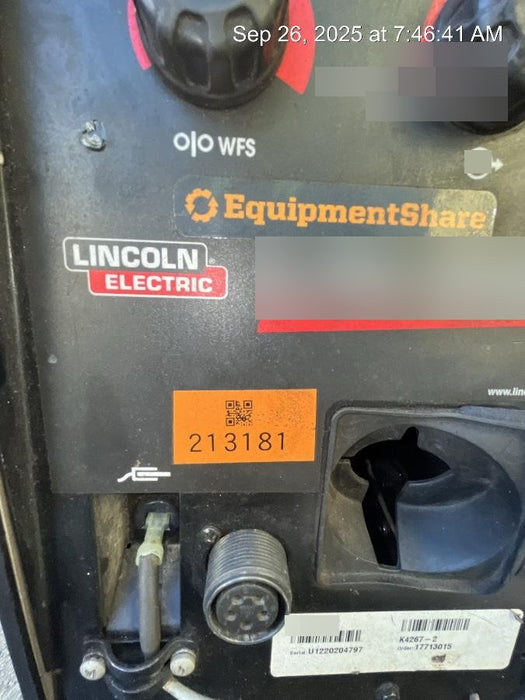 Sep 26, 2025 at 7:46:41 AM
WFS
EquipmentShare
LINCOLN
ELECTRIC
www.lin
213181
K4267-2
Serial: U1220204797 Order: 17713015